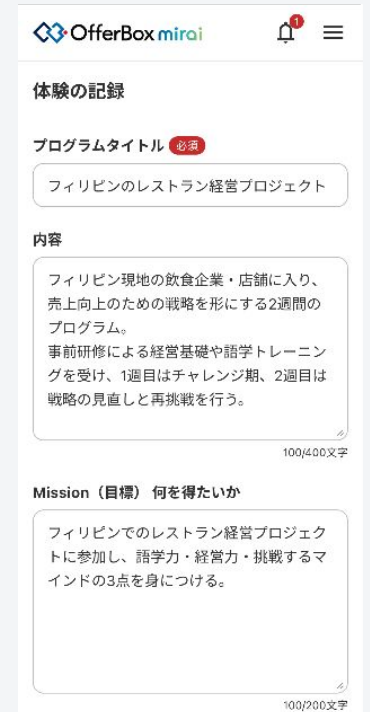 OfferBox mirai
1
体験の記録
プログラムタイトル 必須
フィリピンのレストラン経営プロジェクト
内容
フィリピン現地の飲食企業・店舗に入り、
売上向上のための戦略を形にする2週間の
プログラム。
事前研修による経営基礎や語学トレーニン
グを受け、1週目はチャレンジ期、2週目は
戦略の見直しと再挑戦を行う。
100/400文字
Mission（目標） 何を得たいか
フィリピンでのレストラン経営プロジェク
トに参加し、語学力・経営力・挑戦するマ
インドの3点を身につける。
100/200文字